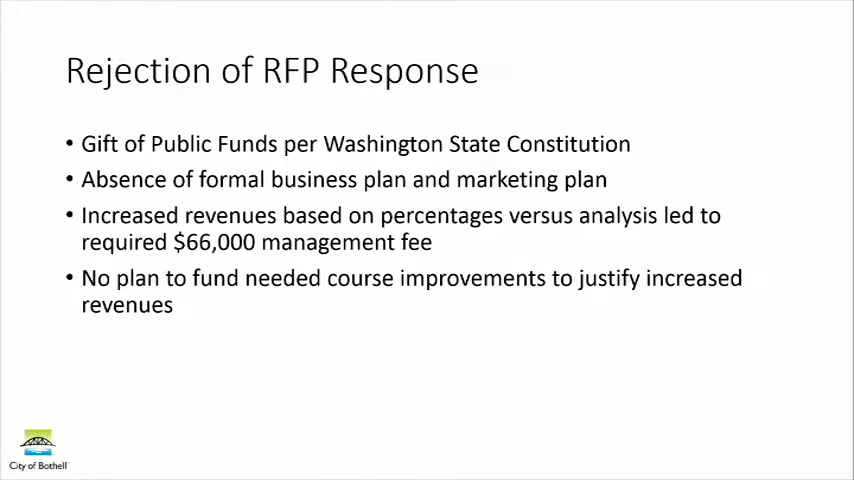 Rejection of RFP Response
• Gift of Public Funds per Washington State Constitution
• Absence of formal business plan and marketing plan
• Increased revenues based on percentages versus analysis led to
required $66,000 management fee
• No plan to fund needed course improvements to justify increased
revenues
City of Bothell